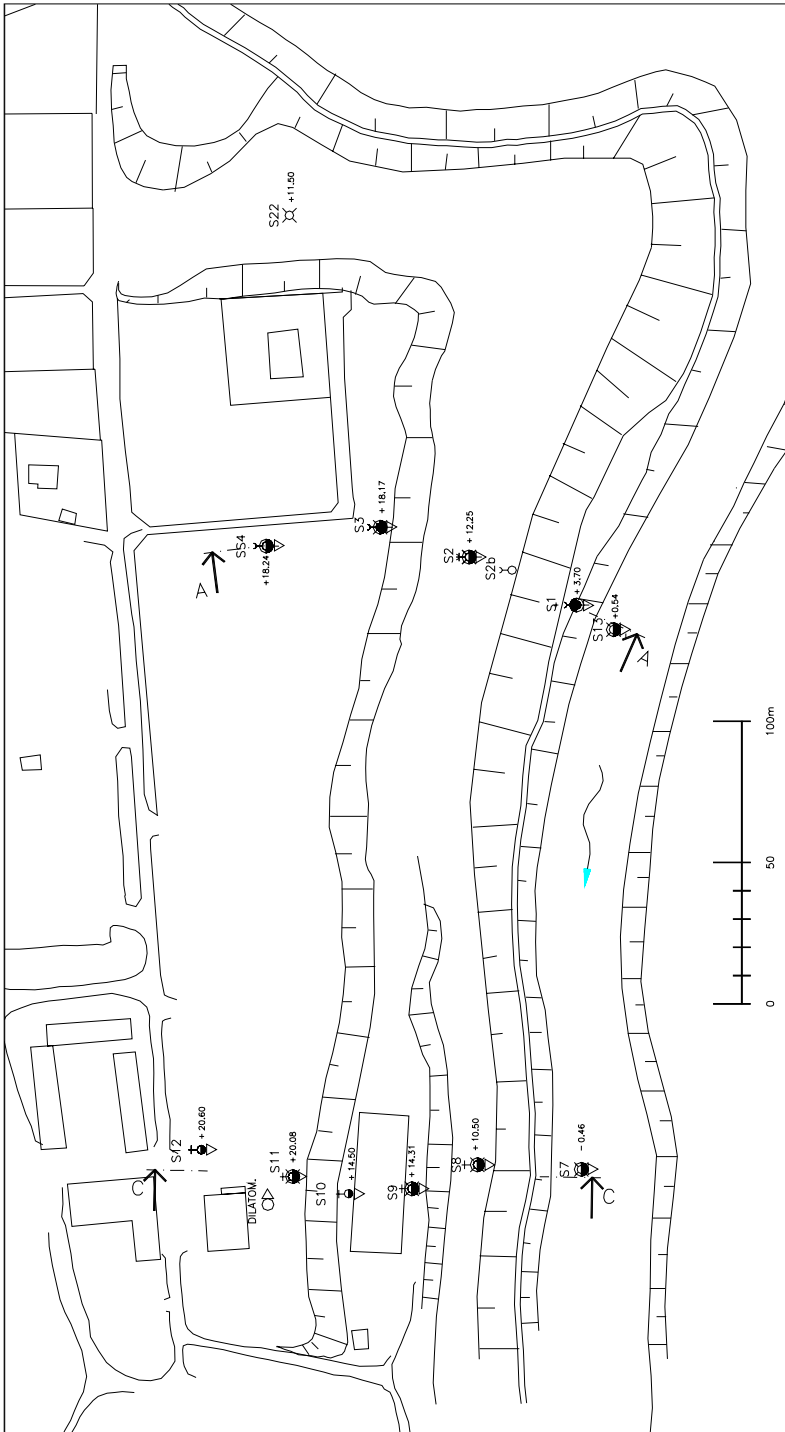 S22
+11.50
SS4
+18.24
A
S3
+ 18.17
S2
+ 12.25
S2b
S1
+ 3.70
S13
+0.54
A
100m
50
0
S12
+ 20.60
C
S11
+20.08
DILATOM.
S10
+ 14.50
S9
+ 14.31
S8
+ 10.50
S7
- 0.46
C